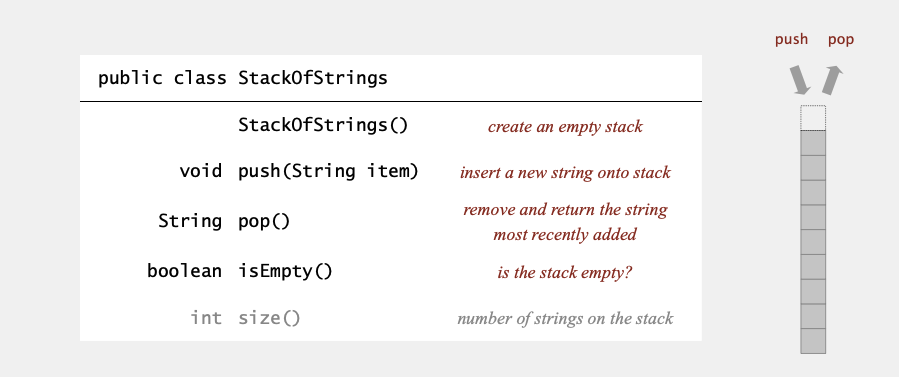 push pop
public class StackOfStrings
StackOfStrings() create an empty stack
void push(String item) insert a new string onto stack
String pop() remove and return the string
most recently added
boolean isEmpty() is the stack empty?
int size() number of strings on the stack